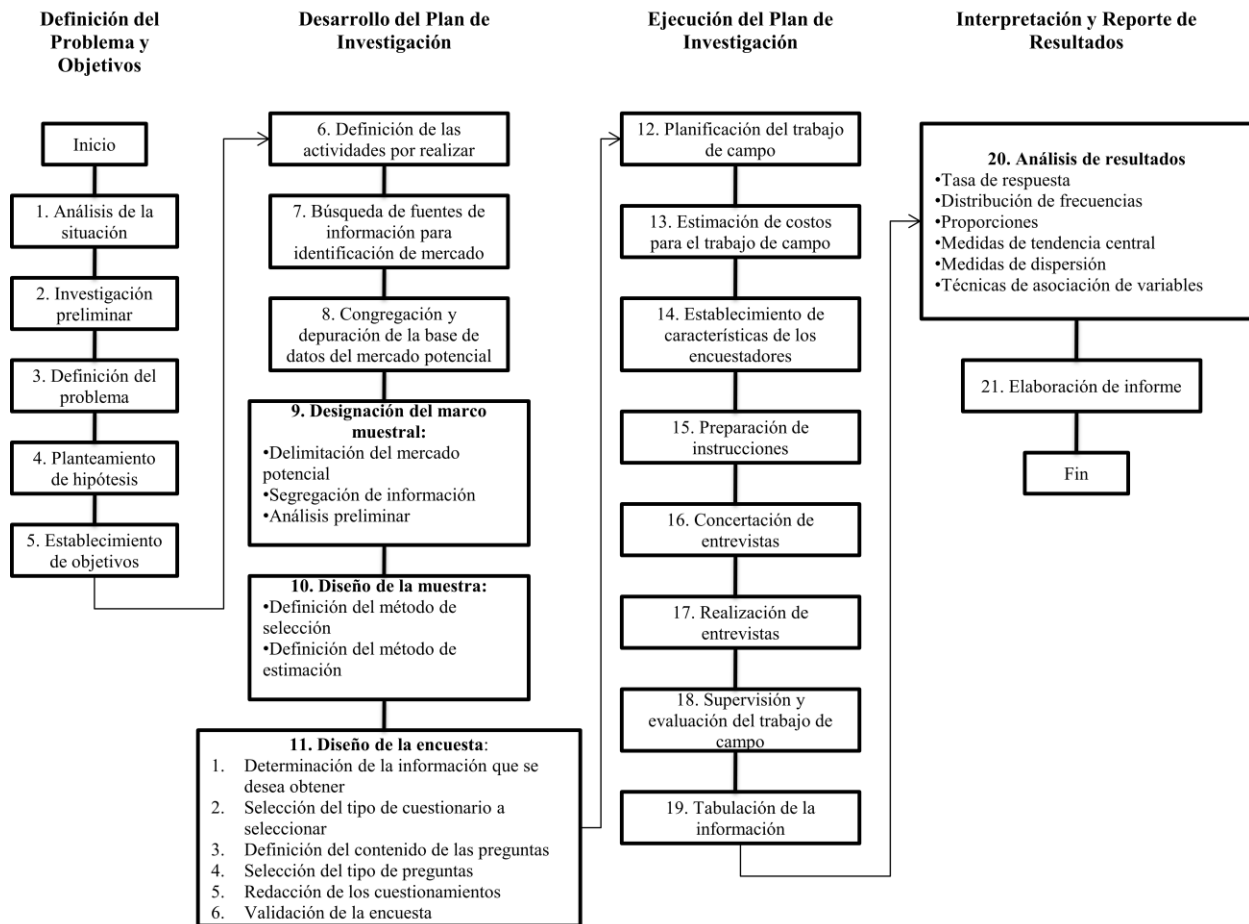 Definición del
Problema y
Objetivos
Inicio
1. Análisis de la
situación
2. Investigación
preliminar
3. Definición del
problema
4. Planteamiento
de hipótesis
5. Establecimiento
de objetivos
Desarrollo del Plan de
Investigación
6. Definición de las
actividades por realizar
7. Búsqueda de fuentes de
información para
identificación de mercado
8. Congregación y
depuración de la base de
datos del mercado potencial
9. Designación del marco
muestral:
•Delimitación del mercado
potencial
•Segregación de información
•Análisis preliminar
10. Diseño de la muestra:
•Definición del método de
selección
•Definición del método de
estimación
11. Diseño de la encuesta:
1. Determinación de la información que se
desea obtener
2. Selección del tipo de cuestionario a
seleccionar
3. Definición del contenido de las preguntas
4. Selección del tipo de preguntas
5. Redacción de los cuestionamientos
6. Validación de la encuesta
Ejecución del Plan de
Investigación
12. Planificación del trabajo
de campo
13. Estimación de costos
para el trabajo de campo
14. Establecimiento de
características de los
encuestadores
15. Preparación de
instrucciones
16. Concertación de
entrevistas
17. Realización de
entrevistas
18. Supervisión y
evaluación del trabajo de
campo
19. Tabulación de la
información
Interpretación y Reporte de
Resultados
20. Análisis de resultados
•Tasa de respuesta
•Distribución de frecuencias
•Proporciones
•Medidas de tendencia central
•Medidas de dispersión
•Técnicas de asociación de variables
21. Elaboración de informe
Fin